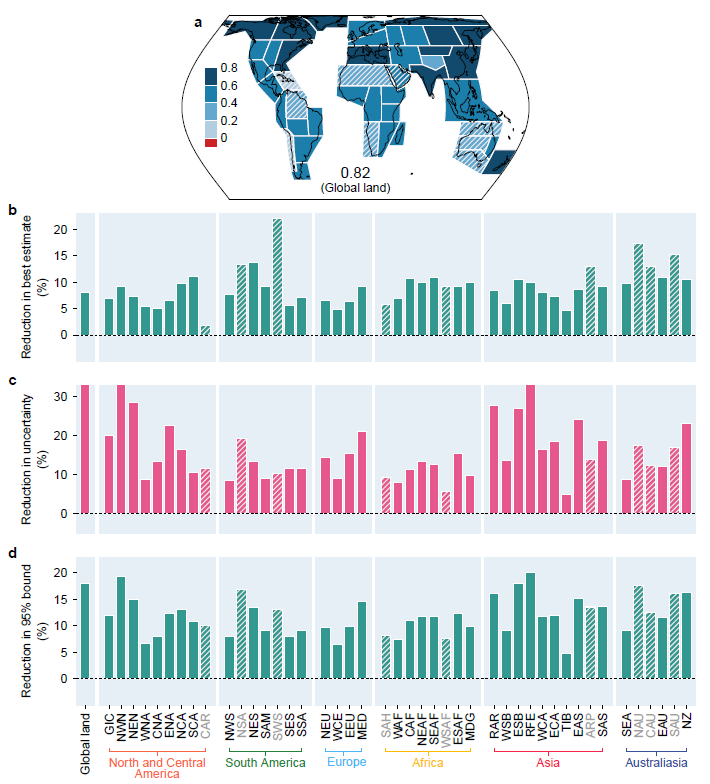 a
0.8
0.6
0.4
0.2
0
0.82
(Global land)
b
Reduction in best estimate
(%)
20
15
10
5
0
c
Reduction in uncertainty
(%)
30
20
10
0
d
Reduction in 95% bound
(%)
20
15
10
5
0
Global land
GIC
NWN
NEN
WNA
CNA
ENA
NCA
SCA
CAR
North and Central
America
NWS
NSA
NES
SAM
SWS
SES
SSA
South America
NEU
WCE
EEU
MED
Europe
SAH
WAF
CAF
NEAF
SEAF
WSAF
ESAF
MDG
Africa
RAR
WSB
ESB
RFE
WCA
ECA
TIB
EAS
ARP
SAS
Asia
SEA
NAU
CAU
EAU
SAU
NZ
Australiasia